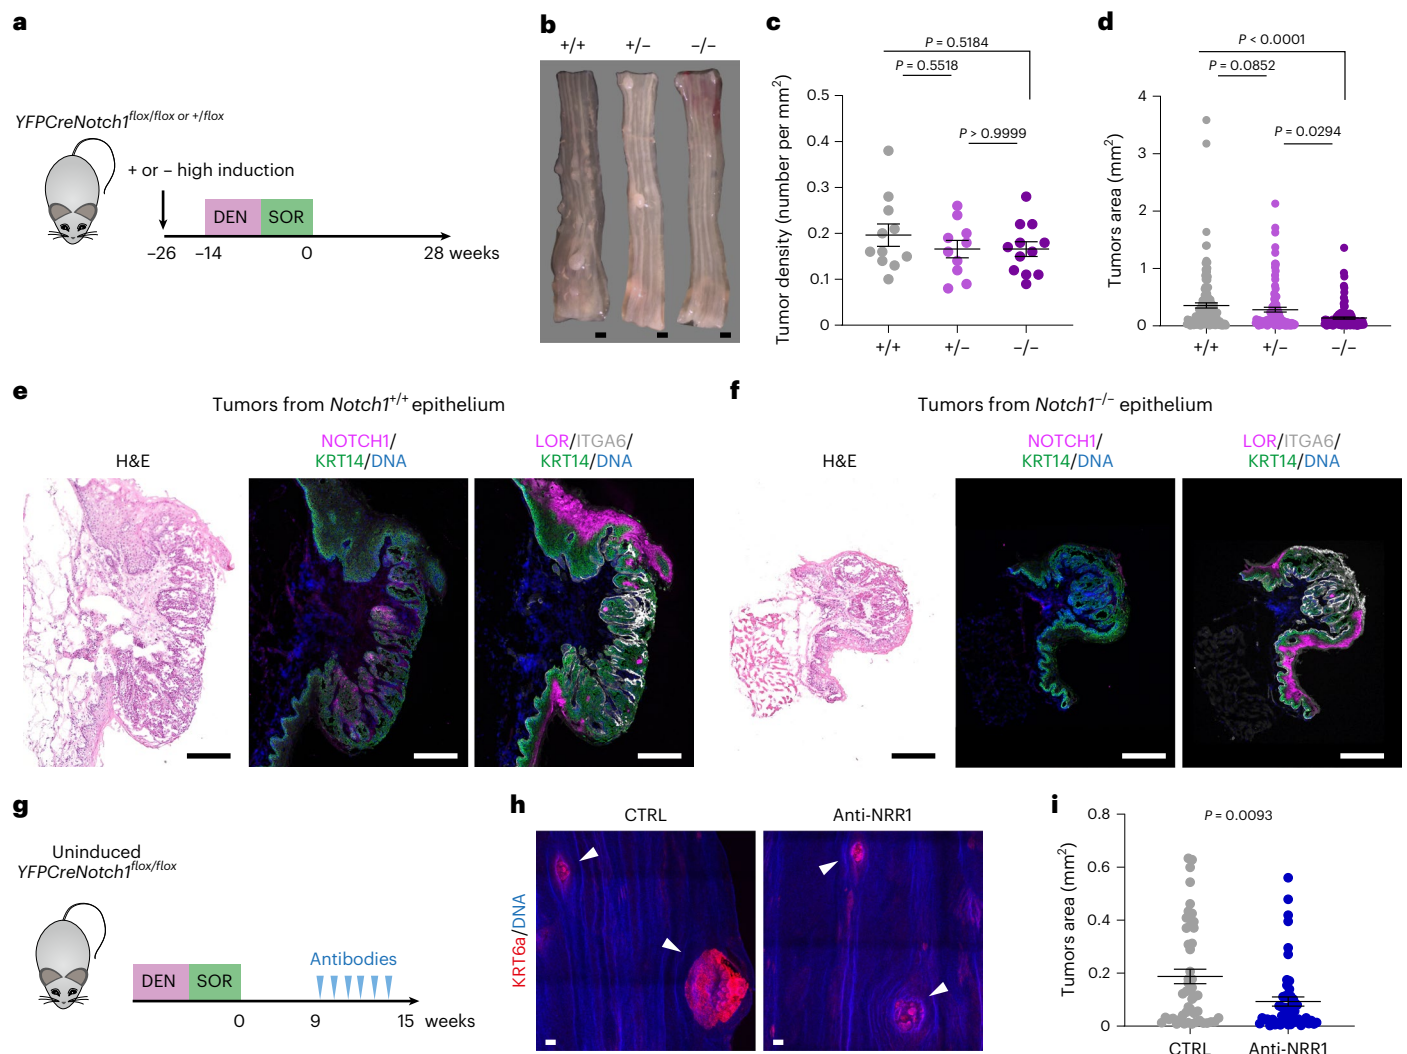 a
YFPCreNotch1flox/flox or +/flox
+ or – high induction
DEN SOR
–26 –14 0 28 weeks
b
+/+ +/– –/–
c
P = 0.5184
P = 0.5518
P > 0.9999
Tumor density (number per mm2)
0.5
0.4
0.3
0.2
0.1
0
+/+ +/– –/–
d
P < 0.0001
P = 0.0852
P = 0.0294
Tumors area (mm2)
4
3
2
1
0
+/+ +/– –/–
e
Tumors from Notch1+/+ epithelium
H&E
NOTCH1/
KRT14/DNA
LOR/ITGA6/
KRT14/DNA
f
Tumors from Notch1–/– epithelium
H&E
NOTCH1/
KRT14/DNA
LOR/ITGA6/
KRT14/DNA
g
Uninduced
YFPCreNotch1flox/flox
DEN SOR
Antibodies
0 9 15 weeks
h
CTRL Anti-NRR1
KRT6a/DNA
i
P = 0.0093
Tumors area (mm2)
0.8
0.6
0.4
0.2
0
CTRL Anti-NRR1